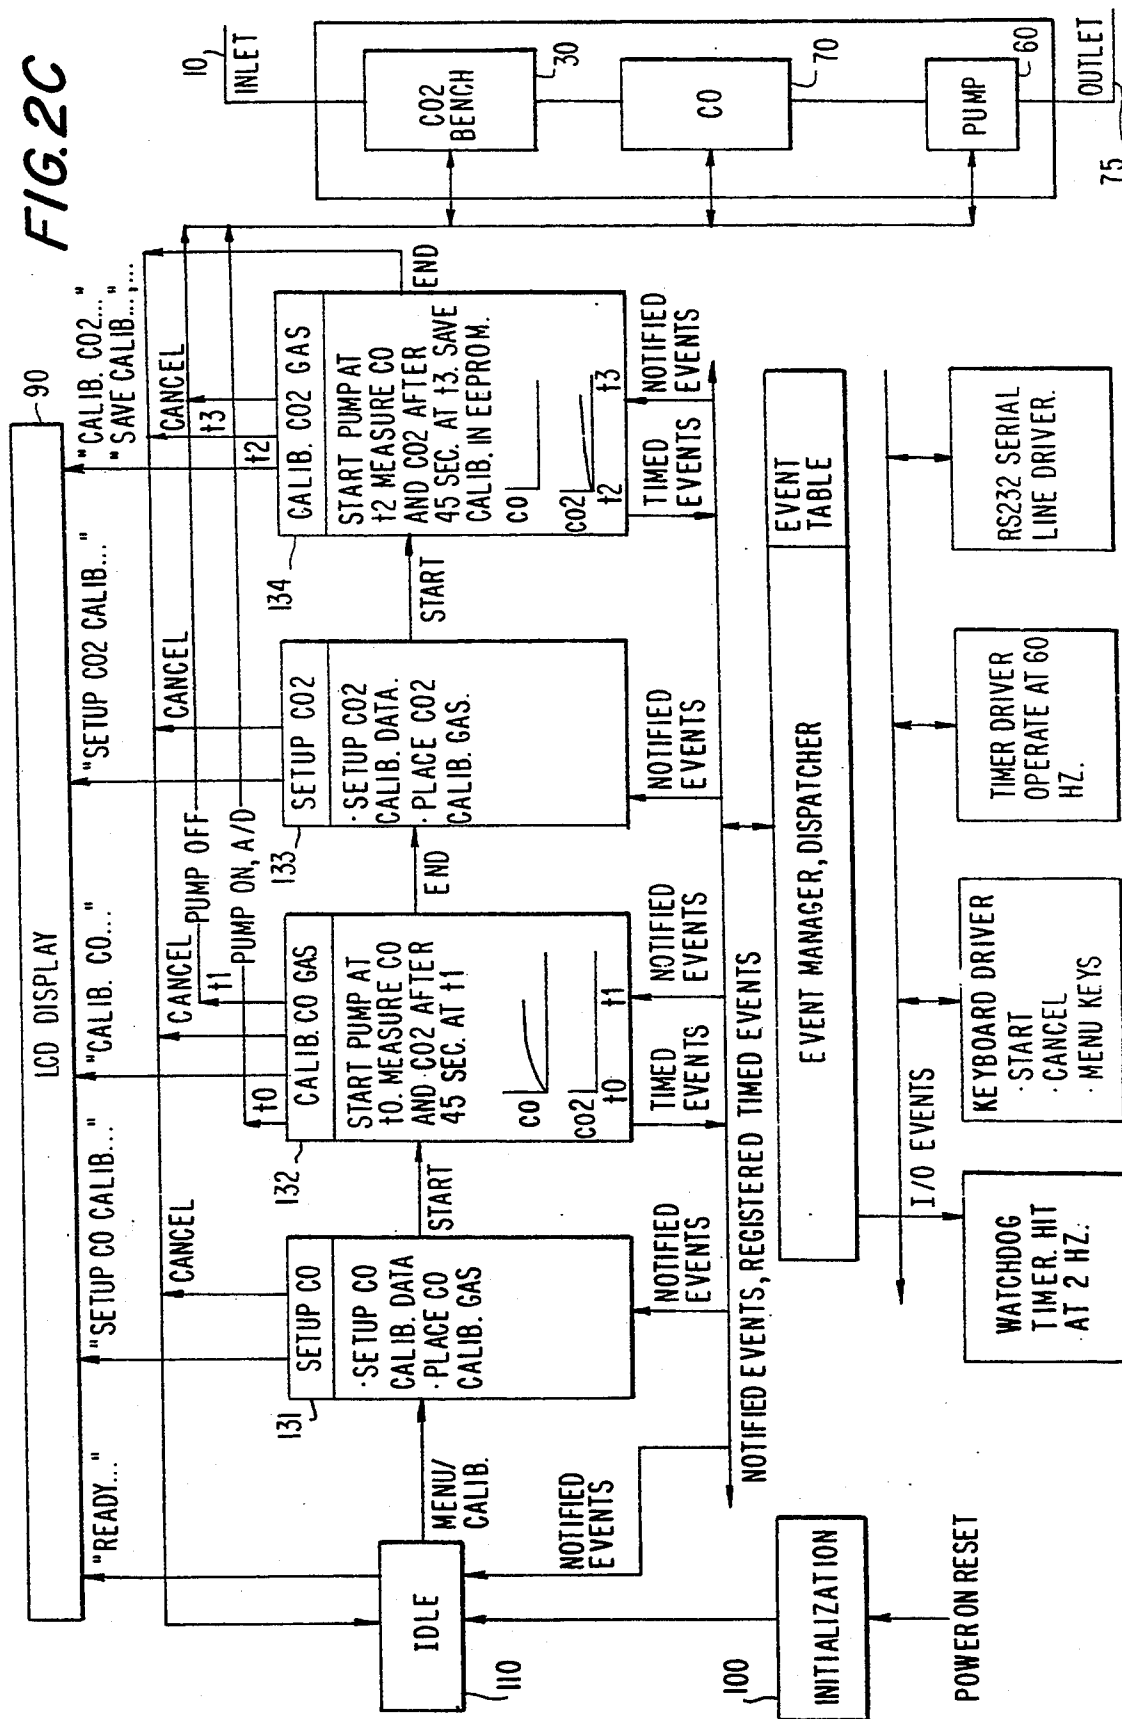 FIG.2C
LCD DISPLAY
90
"READY..."
"SETUP CO CALIB..."
"CALIB. CO..."
"SETUP CO2 CALIB..."
"CALIB. CO2..."
"SAVE CALIB...,...
CANCEL
CANCEL
PUMP OFF
PUMP ON, A/D
CANCEL
CANCEL
t0
t1
t2
t3
10
INLET
CO2
BENCH
30
CO
70
PUMP
60
OUTLET
75
IDLE
110
MENU/
CALIB.
131
SETUP CO
·SETUP CO
CALIB. DATA
·PLACE CO
CALIB. GAS
START
132
CALIB. CO GAS
START PUMP AT
t0. MEASURE CO
AND CO2 AFTER
45 SEC. AT t1
CO
CO2
t0
t1
END
133
SETUP CO2
·SETUP CO2
CALIB. DATA.
·PLACE CO2
CALIB. GAS.
START
134
CALIB. CO2 GAS
START PUMP AT
t2 MEASURE CO
AND CO2 AFTER
45 SEC. AT t3. SAVE
CALIB. IN EEPROM.
CO
CO2
t2
t3
END
NOTIFIED
EVENTS
NOTIFIED
EVENTS
TIMED
EVENTS
NOTIFIED
EVENTS
NOTIFIED
EVENTS
TIMED
EVENTS
NOTIFIED
EVENTS
NOTIFIED EVENTS, REGISTERED TIMED EVENTS
100
INITIALIZATION
POWER ON RESET
EVENT MANAGER, DISPATCHER
EVENT
TABLE
I/O EVENTS
WATCHDOG
TIMER. HIT
AT 2 HZ.
KEYBOARD DRIVER
·START
·CANCEL
·MENU KEYS
TIMER DRIVER
OPERATE AT 60
HZ.
RS232 SERIAL
LINE DRIVER.